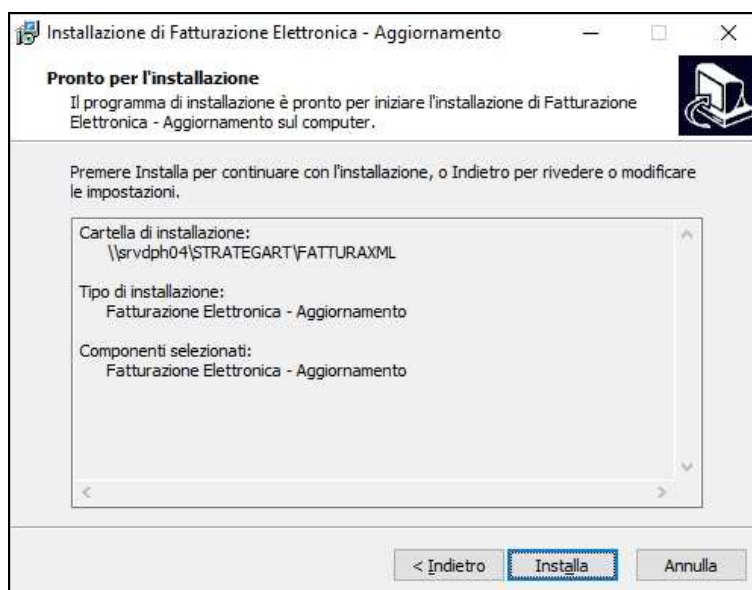 Installazione di Fatturazione Elettronica - Aggiornamento
Pronto per l'installazione
Il programma di installazione è pronto per iniziare l'installazione di Fatturazione
Elettronica - Aggiornamento sul computer.
Premere Installa per continuare con l'installazione, o Indietro per rivedere o modificare
le impostazioni.
Cartella di installazione:
\\srvdph04\STRATEGART\FATTURAXML
Tipo di installazione:
Fatturazione Elettronica - Aggiornamento
Componenti selezionati:
Fatturazione Elettronica - Aggiornamento
< Indietro
Installa
Annulla